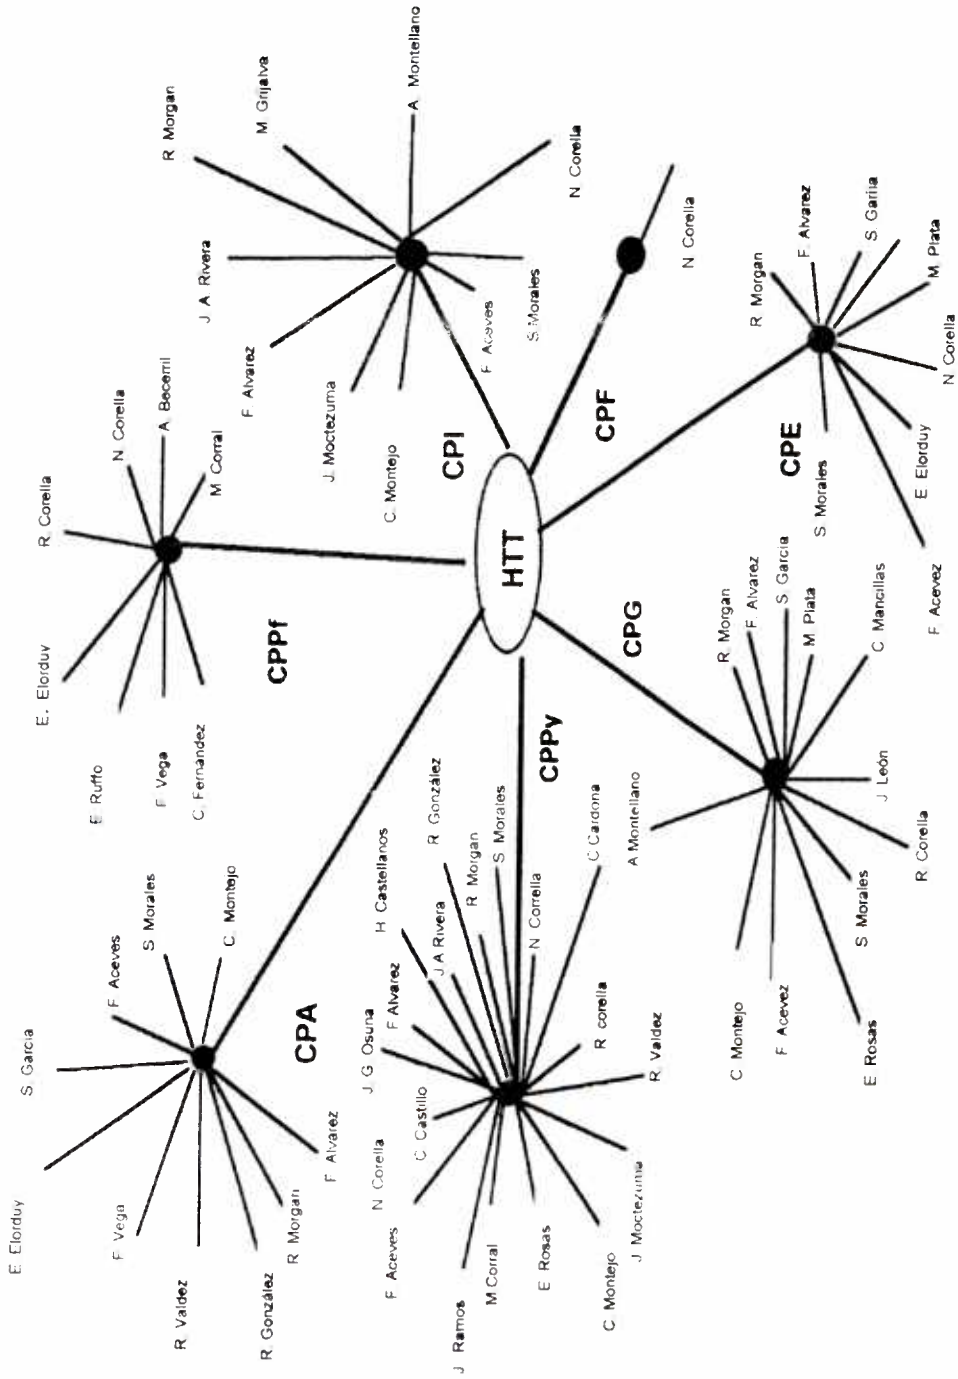 E Elorduy
S. Garcia
F Aceves
S Morales
C. Montejo
F Vega
R Valdez
R. González
R Morgan
F Alvarez
CPA
E. Elorduy
R. Corella
N Corella
A Becerril
M Corral
E Ruffo
F Vega
C. Fernandez
CPPf
R Morgan
M Grijalva
A. Montellano
J. A Rivera
F Alvarez
J. Moctezuma
C. Montejo
F Aceves
S. Morales
N Corella
CPI
HTT
CPF
N Corella
CPE
R Morgan
F. Alvarez
M. Plata
N Corella
E Elorduy
S Morales
F Acevez
CPG
R Morgan
F. Alvarez
S Garcia
M Plata
C Mancillas
J León
R. Corella
S Morales
E Rosas
F Acevez
C Montejo
A Montellano
CPPy
J. G Osuna
F Alvarez
H Castellanos
J.A Rivera
R González
R Morgan
S Morales
N Corrella
C Cardona
R corella
R Valdez
J Moctezuma
C. Montejo
E Rosas
M.Corral
J Ramos
F Aceves
N Corella
C Castillo